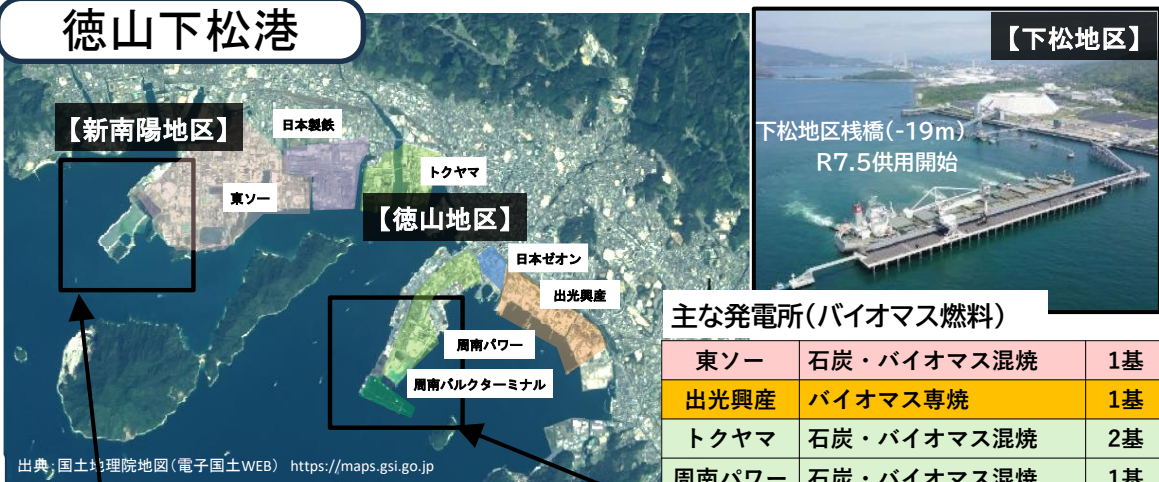 徳山下松港
【新南陽地区】
日本製鉄
東ソー
トクヤマ
【徳山地区】
日本ゼオン
出光興産
周南パワー
周南バルクターミナル
出典:国土地理院地図(電子国土WEB) https://maps.gsi.go.jp
【下松地区】
下松地区桟橋(-19m)
R7.5供用開始
主な発電所(バイオマス燃料)
東ソー 石炭・バイオマス混焼 1基
出光興産 バイオマス専焼 1基
トクヤマ 石炭・バイオマス混焼 2基
周南パワー 石炭・バイオマス混焼 1基